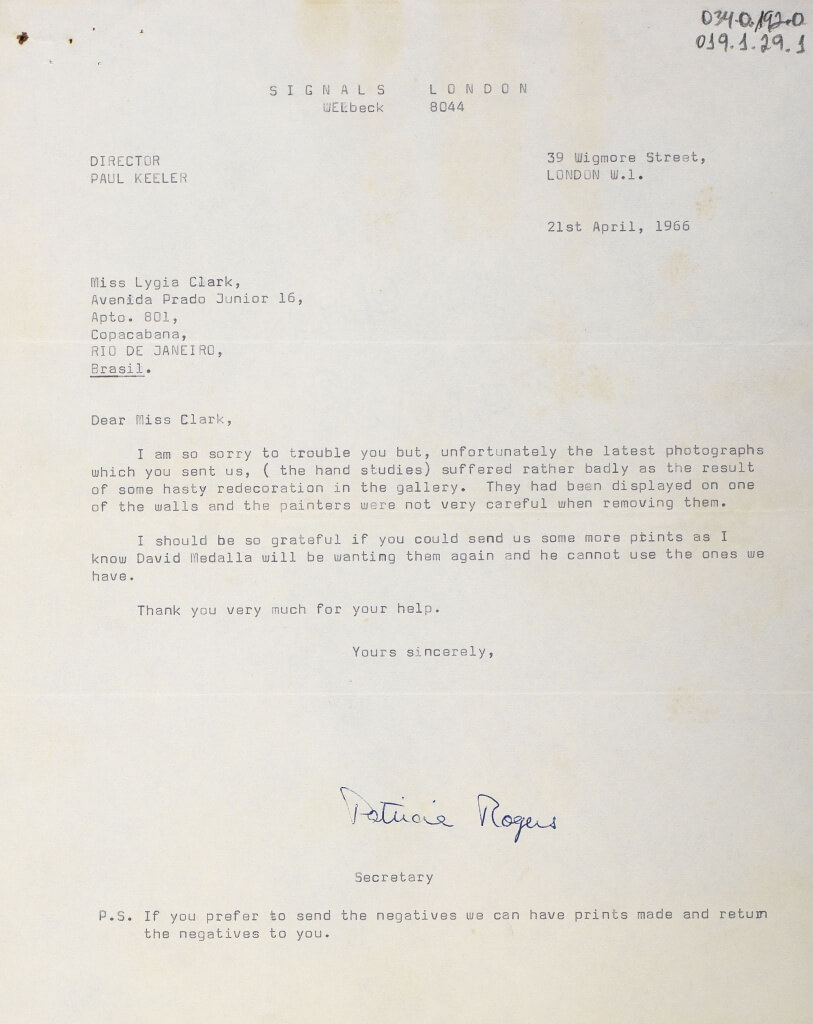 034.0/192.0
019.1.29.1
SIGNALS LONDON
WELbeck 8044
DIRECTOR
PAUL KEELER
39 Wigmore Street,
LONDON W.1.
21st April, 1966
Miss Lygia Clark,
Avenida Prado Junior 16,
Apto. 801,
Copacabana,
RIO DE JANEIRO,
Brasil.
Dear Miss Clark,
I am so sorry to trouble you but, unfortunately the latest photographs
which you sent us, ( the hand studies) suffered rather badly as the result
of some hasty redecoration in the gallery. They had been displayed on one
of the walls and the painters were not very careful when removing them.
I should be so grateful if you could send us some more ptints as I
know David Medalla will be wanting them again and he cannot use the ones we
have.
Thank you very much for your help.
Yours sincerely,
Patricia Rogers
Secretary
P.S. If you prefer to send the negatives we can have prints made and return
the negatives to you.